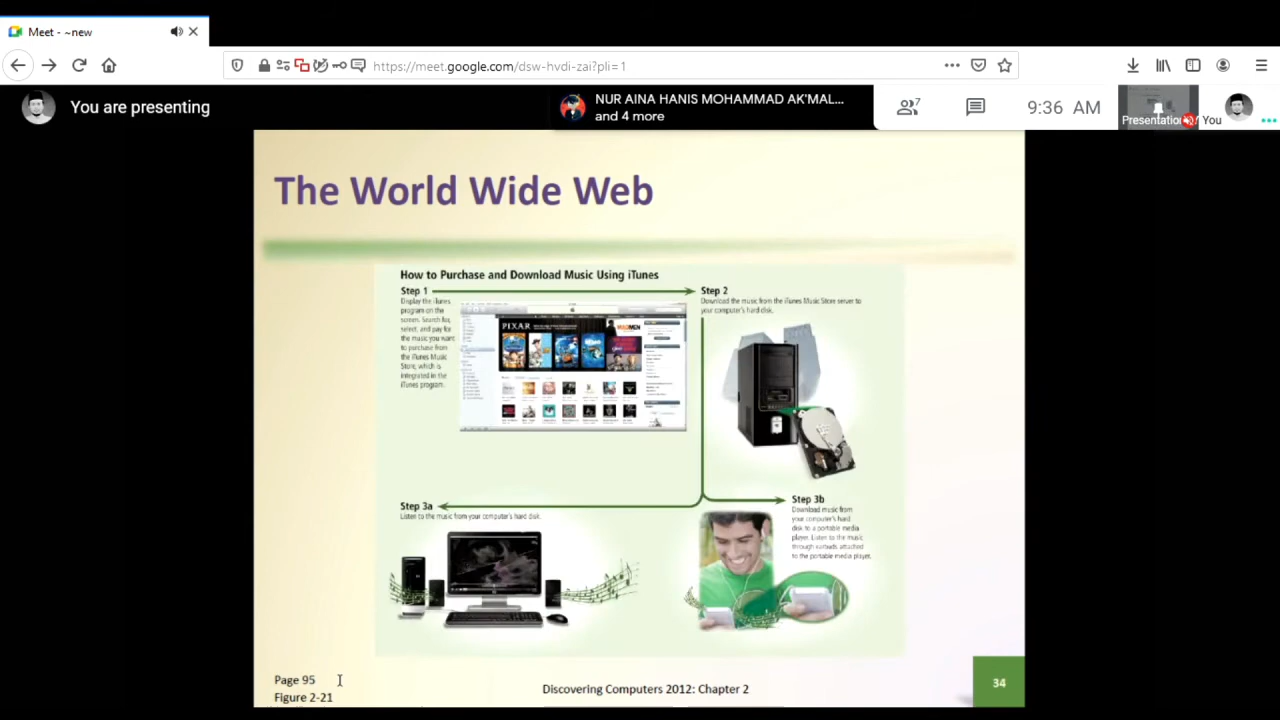 Meet - ~new
https://meet.google.com/dsw-hvdi-zai?pli=1
You are presenting
NUR AINA HANIS MOHAMMAD AK'MAL...
and 4 more
7
9:36 AM
Presentation
You
The World Wide Web
How to Purchase and Download Music Using iTunes
Step 1
Display the iTunes
program on the
screen. Search for,
select, and pay for
the music you want
to purchase from
the iTunes Music
Store, which is
integrated in the
iTunes program.
PIXAR
Step 2
Download the music from the iTunes Music Store server to
your computer's hard disk.
Step 3a
Listen to the music from your computer's hard disk.
Step 3b
Download music from
your computer's hard
disk to a portable media
player. Listen to the music
through earbuds attached
to the portable media player.
Page 95
Figure 2-21
Discovering Computers 2012: Chapter 2
34